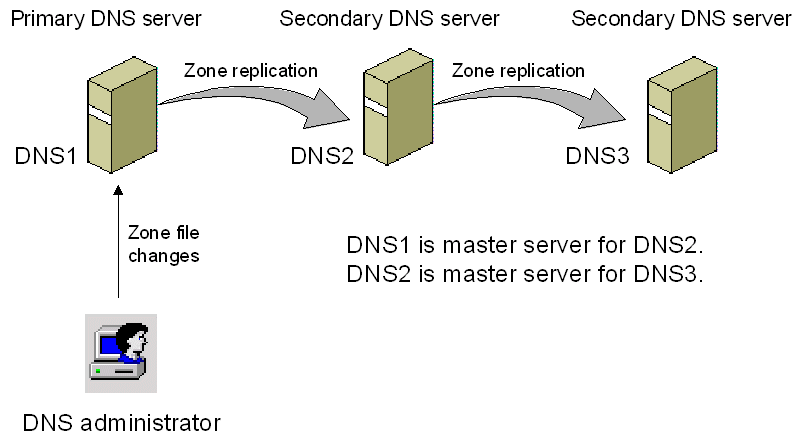 Primary DNS server
Secondary DNS server
Secondary DNS server
Zone replication
Zone replication
DNS1
DNS2
DNS3
Zone file
changes
DNS1 is master server for DNS2.
DNS2 is master server for DNS3.
DNS administrator